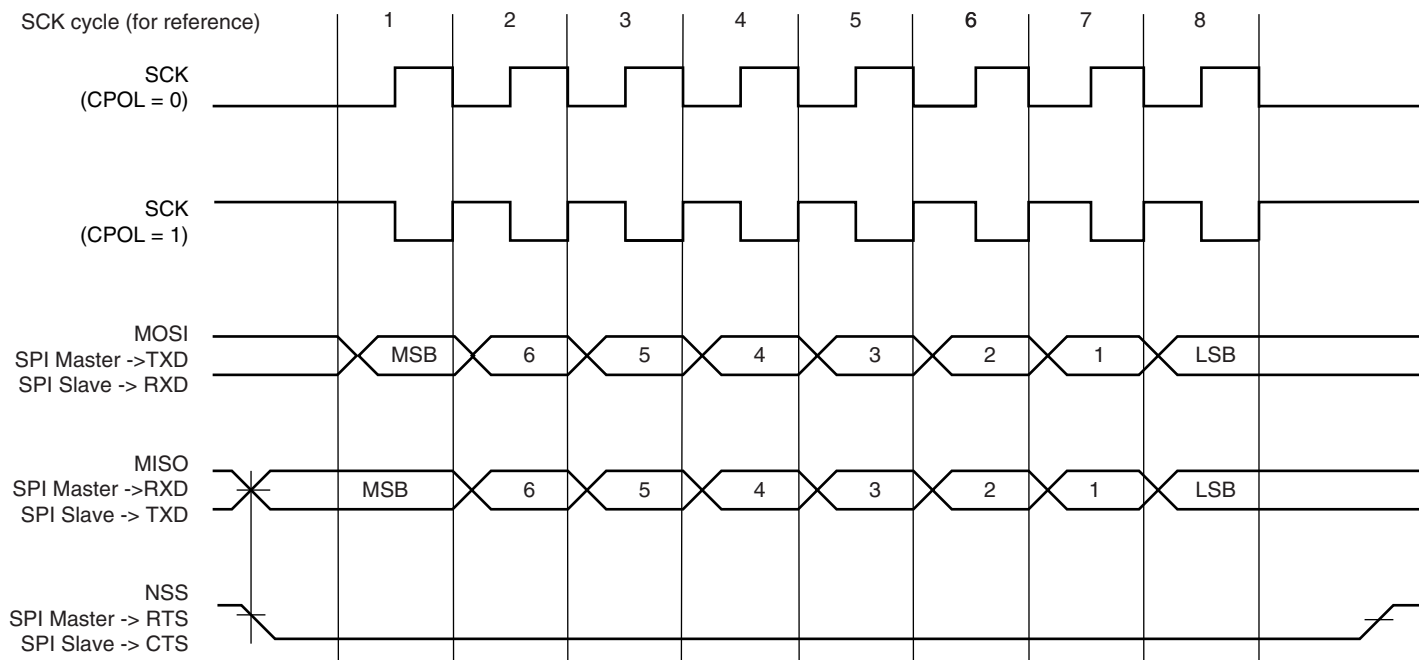 SCK cycle (for reference) 1 2 3 4 5 6 7 8
SCK
(CPOL = 0)
SCK
(CPOL = 1)
MOSI
SPI Master ->TXD
SPI Slave -> RXD
MSB 6 5 4 3 2 1 LSB
MISO
SPI Master ->RXD
SPI Slave -> TXD
MSB 6 5 4 3 2 1 LSB
NSS
SPI Master -> RTS
SPI Slave -> CTS